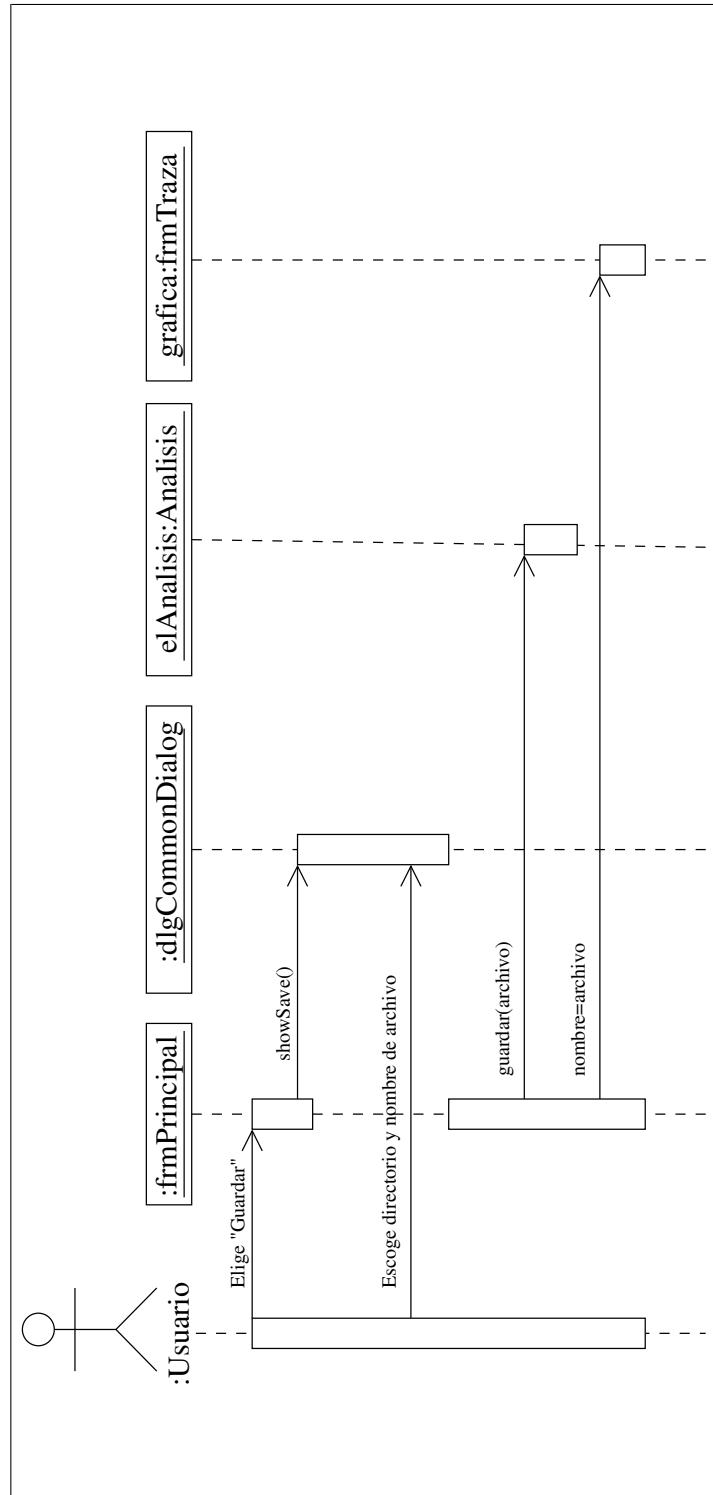 :Usuario
:frmPrincipal
:dlgCommonDialog
elAnalisis:Analisis
grafica:frmTraza
Elige "Guardar"
showSave()
Escoge directorio y nombre de archivo
guardar(archivo)
nombre=archivo